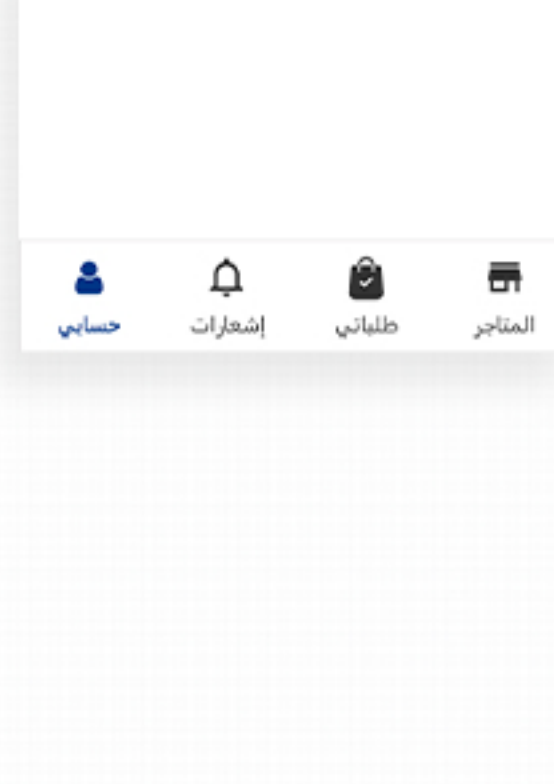 المتاجر
طلباتي
إشعارات
حسابي